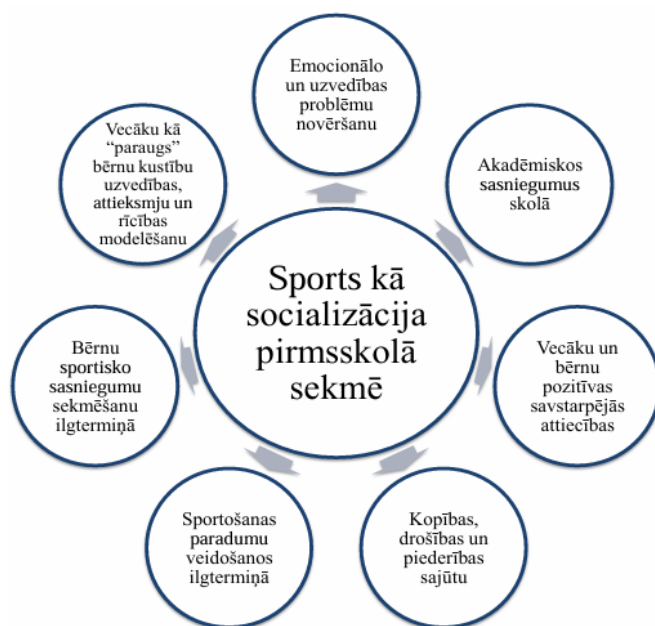 Emocionālo
un uzvedības
problēmu
novēršanu
Akadēmiskos
sasniegumus
skolā
Vecāku un
bērnu
pozitīvas
savstarpējās
attiecības
Kopības,
drošības un
piederības
sajūtu
Sportošanas
paradumu
veidošanos
ilgtermiņā
Bērnu
sportisko
sasniegumu
sekmēšanu
ilgtermiņā
Vecāku kā
“paraugs”
bērnu kustību
uzvedības,
attieksmju un
rīcības
modelēšanu
Sports kā
socializācija
pirmsskolā
sekmē